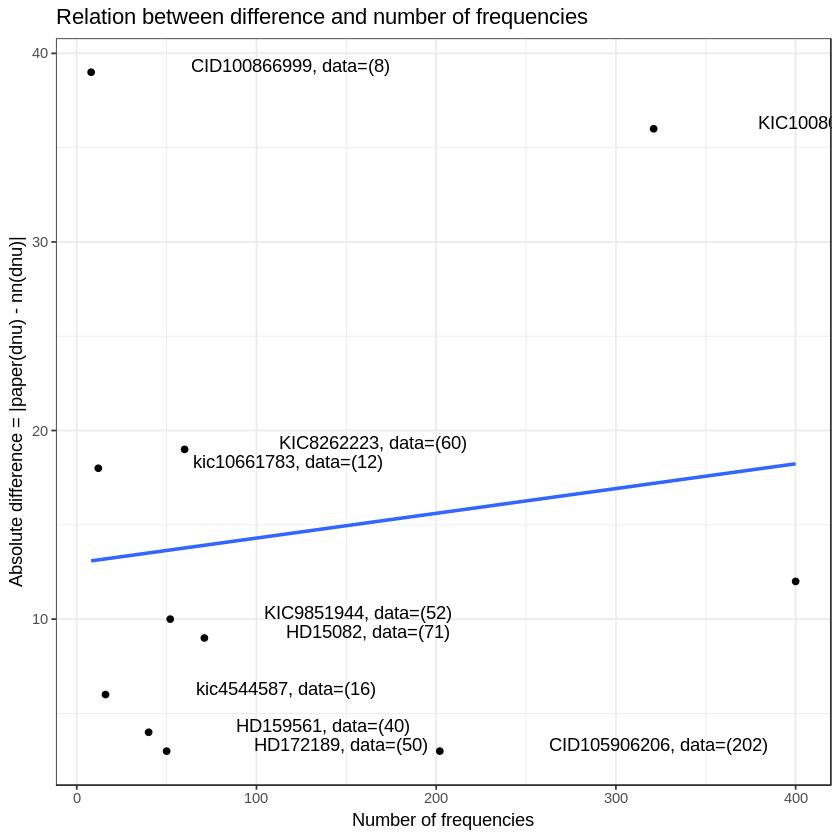 Relation between difference and number of frequencies
Absolute difference = |paper(dnu) - nn(dnu)|
40
30
20
10
CID100866999, data=(8)
KIC1008
KIC8262223, data=(60)
kic10661783, data=(12)
KIC9851944, data=(52)
HD15082, data=(71)
kic4544587, data=(16)
HD159561, data=(40)
HD172189, data=(50)
CID105906206, data=(202)
0
100
200
300
400
Number of frequencies